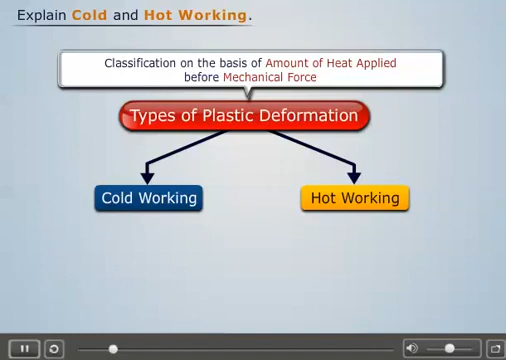 Explain Cold and Hot Working.
Classification on the basis of Amount of Heat Applied
before Mechanical Force
Types of Plastic Deformation
Cold Working
Hot Working